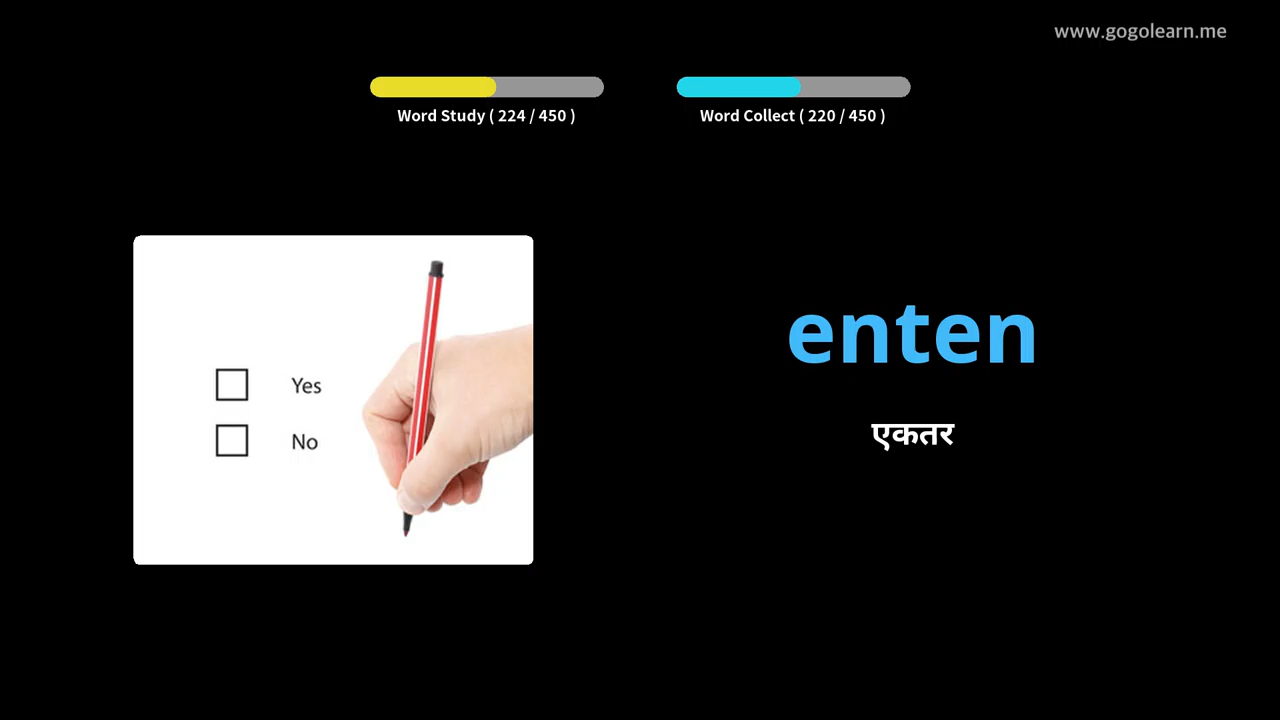 www.gogolearn.me
Word Study ( 224 / 450 )
Word Collect ( 220 / 450 )
Yes
No
enten
एकतर